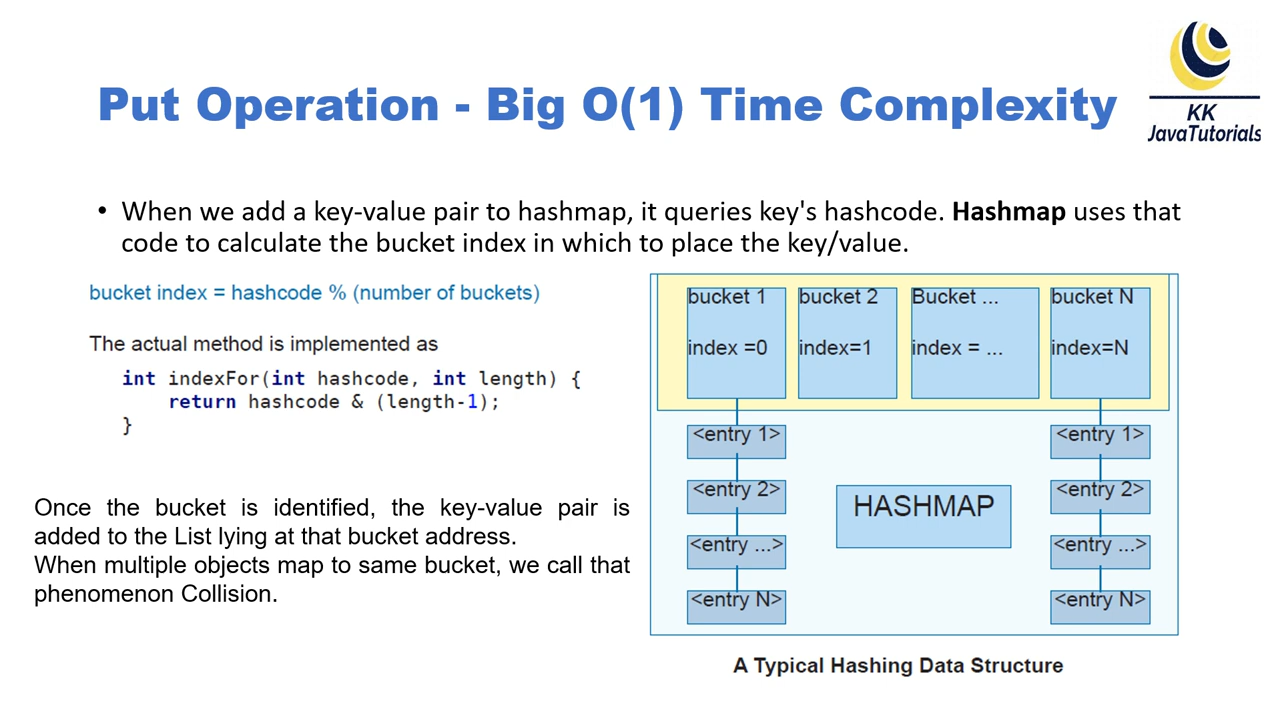 Put Operation - Big O(1) Time Complexity
KK
JavaTutorials
• When we add a key-value pair to hashmap, it queries key's hashcode. Hashmap uses that
code to calculate the bucket index in which to place the key/value.
bucket index = hashcode % (number of buckets)
The actual method is implemented as
int indexFor(int hashcode, int length) {
return hashcode & (length-1);
}
Once the bucket is identified, the key-value pair is
added to the List lying at that bucket address.
When multiple objects map to same bucket, we call that
phenomenon Collision.
bucket 1
index =0
bucket 2
index=1
Bucket ...
index = ...
bucket N
index=N
<entry 1>
<entry 2>
<entry ...>
<entry N>
HASHMAP
<entry 1>
<entry 2>
<entry ...>
<entry N>
A Typical Hashing Data Structure